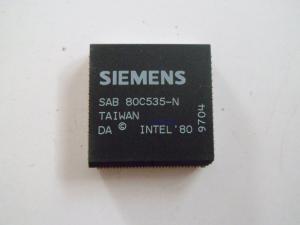 SIEMENS
SAB 80C535-N
TAIWAN
DA © INTEL '80
9704